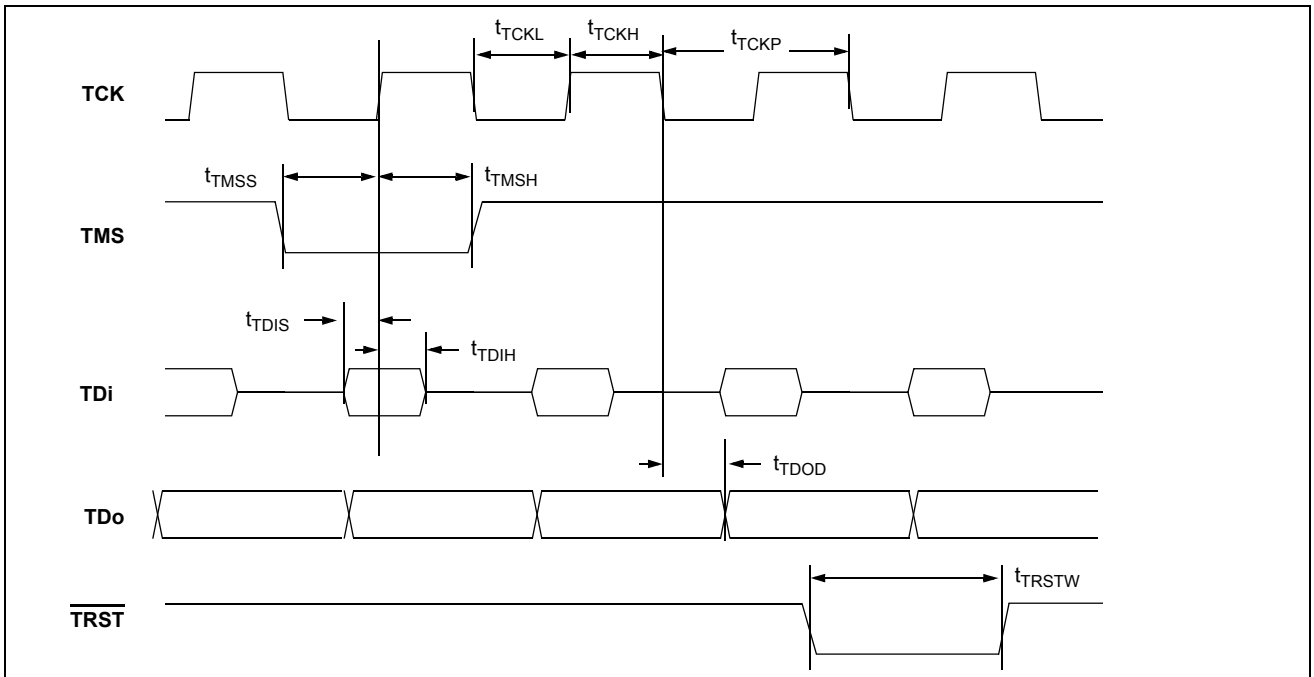 tTCKL tTCKH tTCKP
TCK
tTMSS tTMSH
TMS
tTDIS
tTDIH
TDi
tTDOD
TDo
tTRSTW
TRST